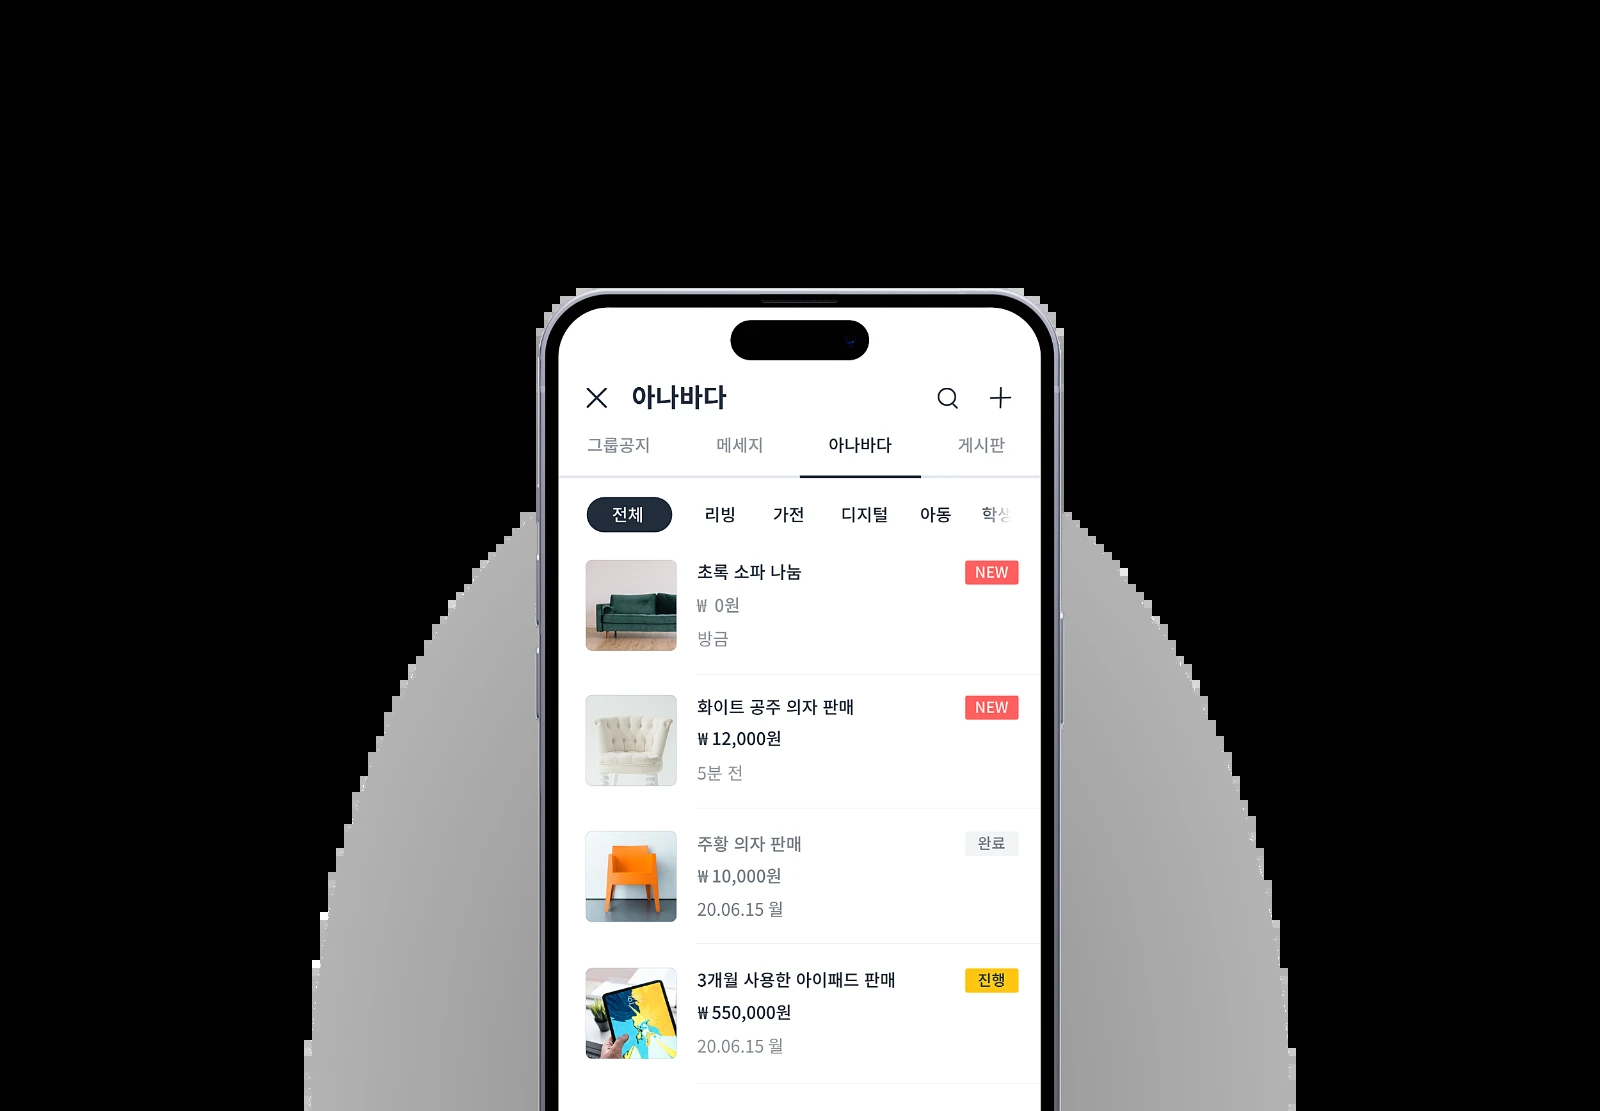 아나바다
그룹공지 메세지 아나바다 게시판
전체 리빙 가전 디지털 아동 학생
초록 소파 나눔 NEW
₩ 0원
방금
화이트 공주 의자 판매 NEW
₩ 12,000원
5분 전
주황 의자 판매 완료
₩ 10,000원
20.06.15 월
3개월 사용한 아이패드 판매 진행
₩ 550,000원
20.06.15 월